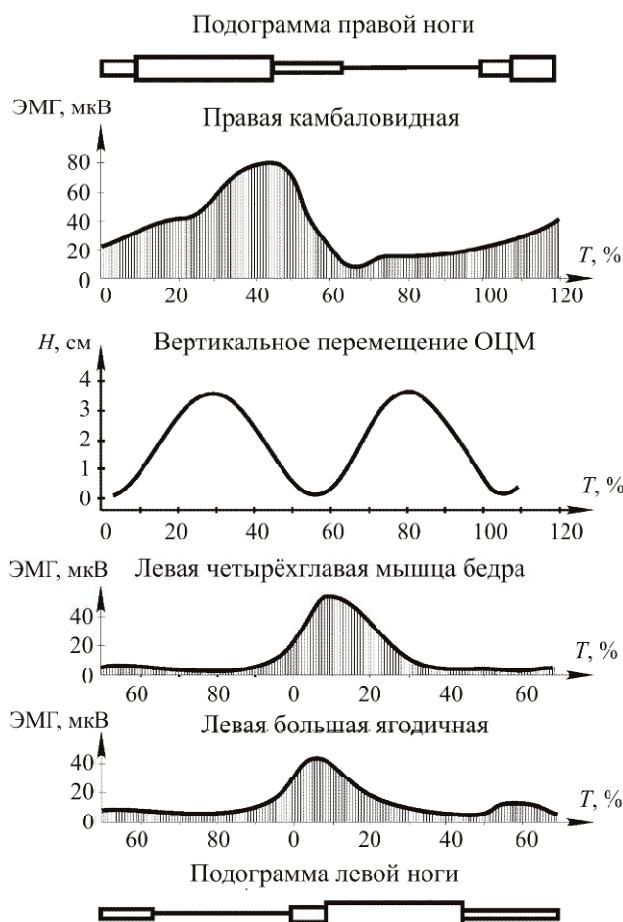 Подограмма правой ноги
ЭМГ, мкВ
Правая камбаловидная
80
60
40
20
0
T, %
0 20 40 60 80 100 120
H, см
Вертикальное перемещение ОЦМ
4
3
2
1
0
T, %
0 20 40 60 80 100 120
ЭМГ, мкВ
Левая четырёхглавая мышца бедра
40
20
0
T, %
60 80 0 20 40 60
ЭМГ, мкВ
Левая большая ягодичная
40
20
0
T, %
60 80 0 20 40 60
Подограмма левой ноги